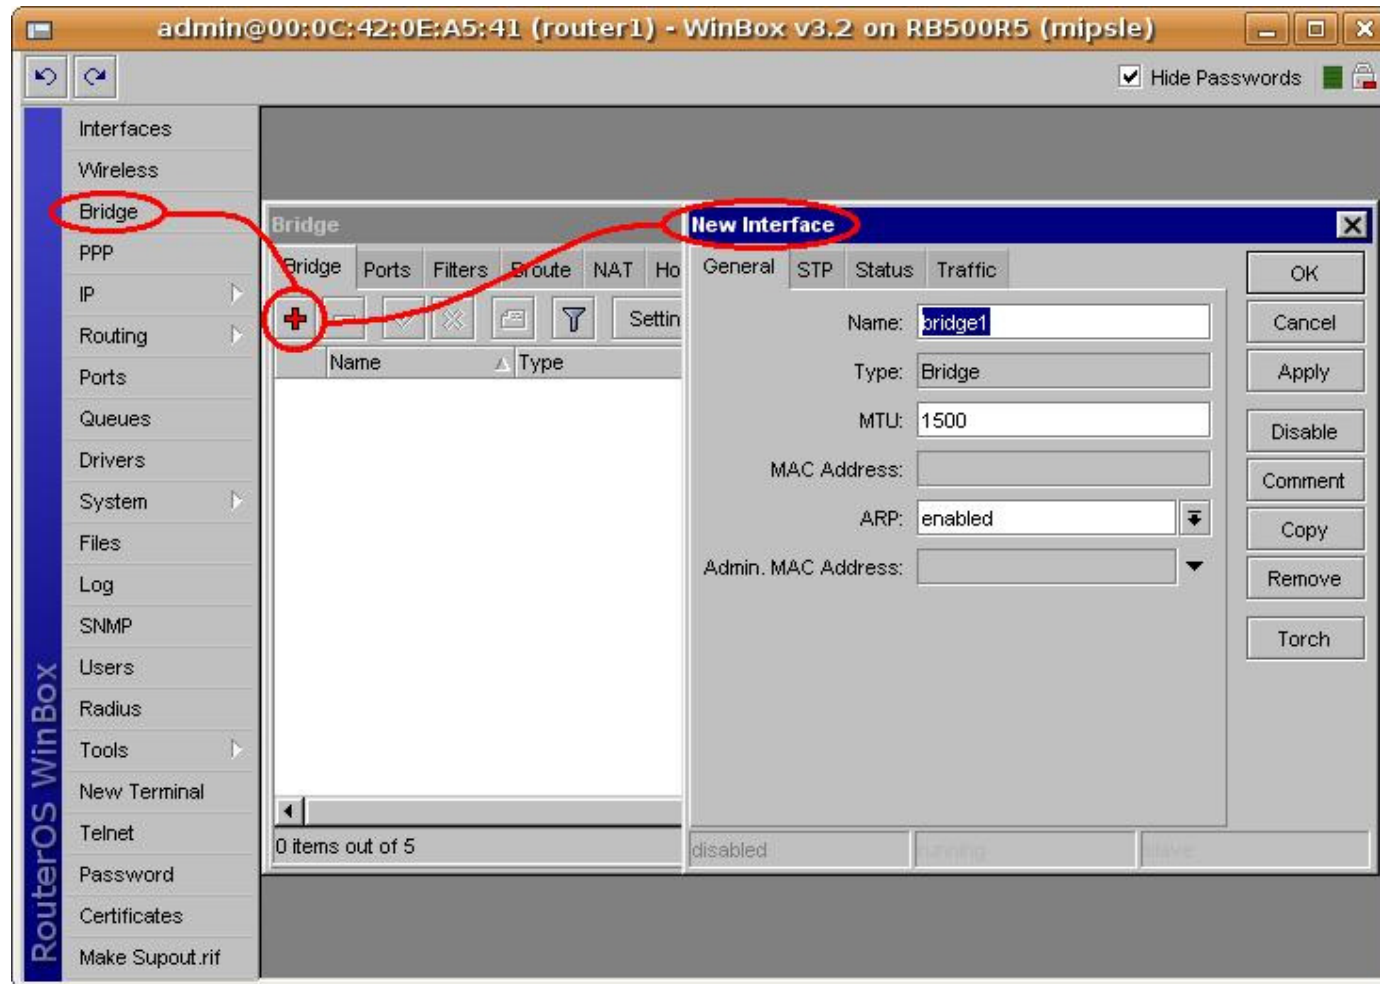 admin@00:0C:42:0E:A5:41 (router1) - WinBox v3.2 on RB500R5 (mipsle)
Hide Passwords
RouterOS WinBox
Interfaces
Wireless
Bridge
PPP
IP
Routing
Ports
Queues
Drivers
System
Files
Log
SNMP
Users
Radius
Tools
New Terminal
Telnet
Password
Certificates
Make Supout.rif
Bridge
Bridge Ports Filters Broute NAT Ho
Settin
Name Type
0 items out of 5
New Interface
General STP Status Traffic
Name: bridge1
Type: Bridge
MTU: 1500
MAC Address:
ARP: enabled
Admin. MAC Address:
OK
Cancel
Apply
Disable
Comment
Copy
Remove
Torch
disabled running slave